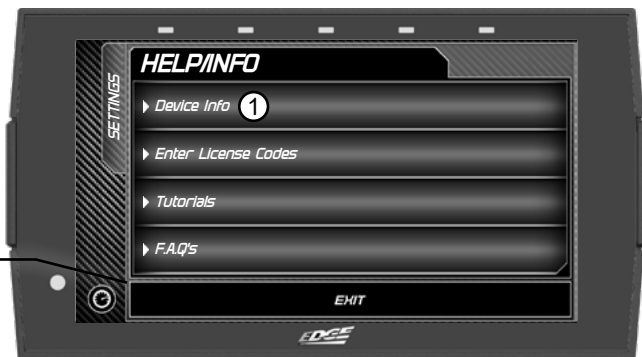 SETTINGS
HELP/INFO
Device Info 1
Enter License Codes
Tutorials
F.A.Q's
EXIT
EDGE